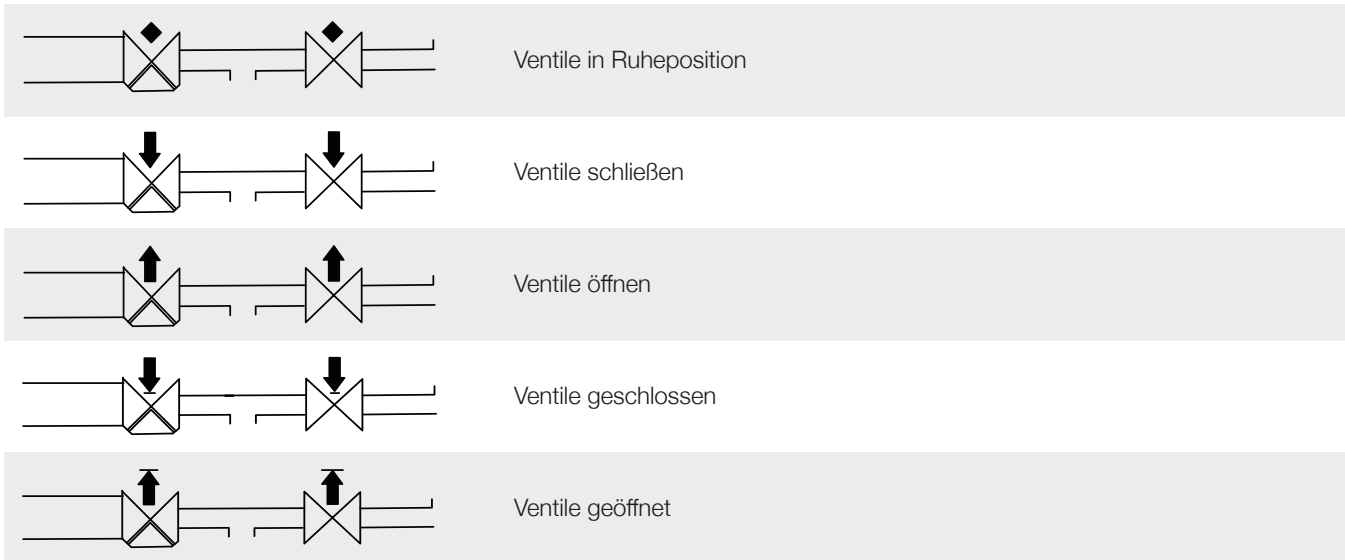 Ventile in Ruheposition
Ventile schließen
Ventile öffnen
Ventile geschlossen
Ventile geöffnet